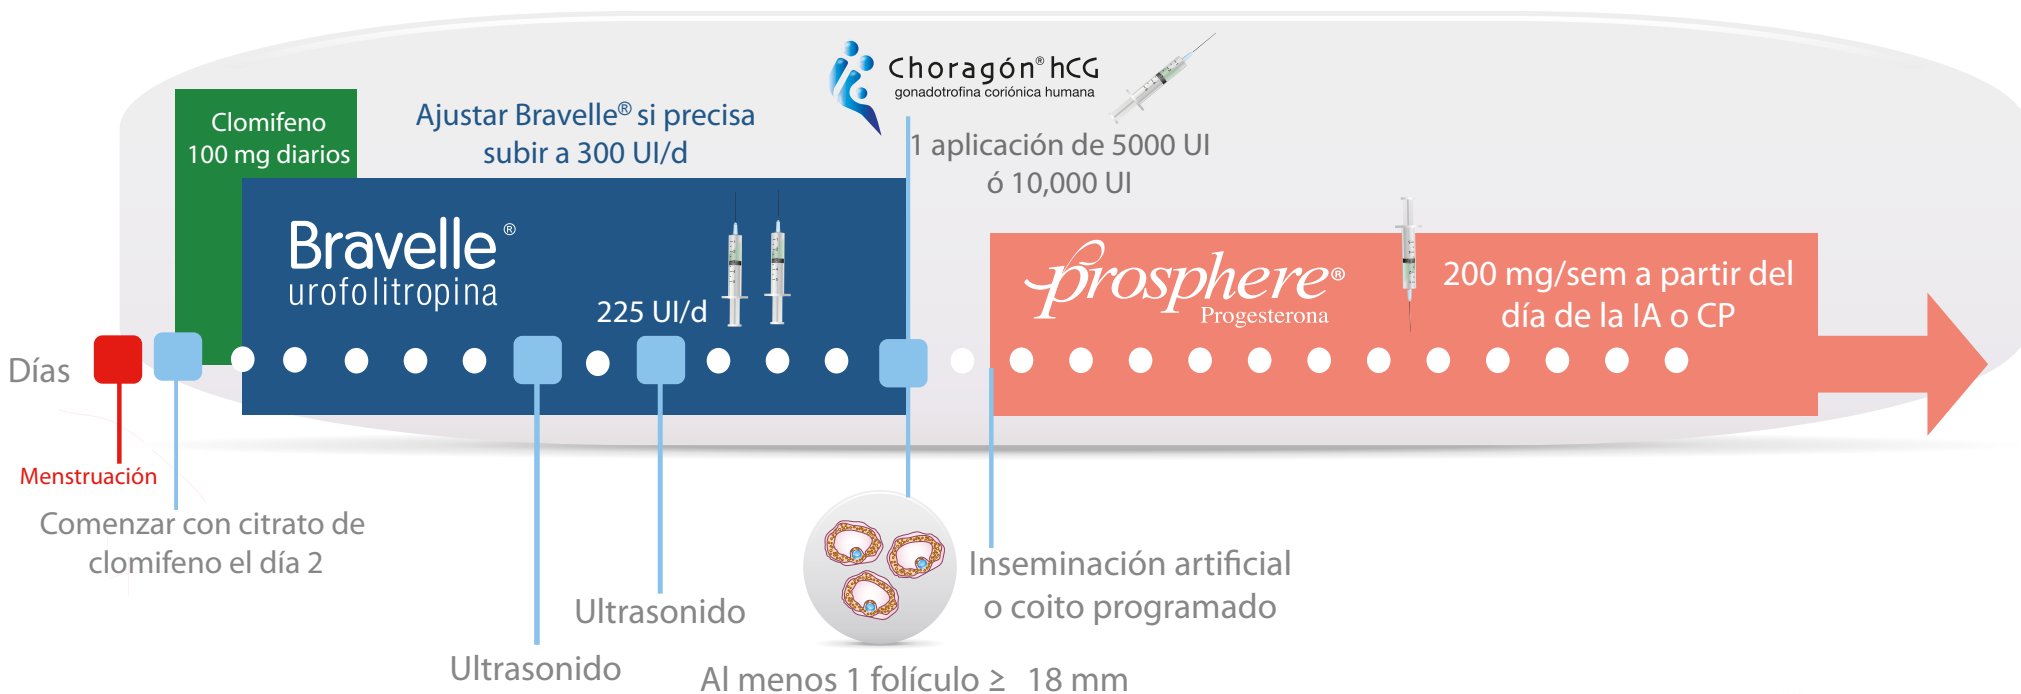 Choragón® hCG
gonadotrofina coriónica humana
Clomifeno
100 mg diarios
Ajustar Bravelle® si precisa
subir a 300 UI/d
1 aplicación de 5000 UI
ó 10,000 UI
Bravelle®
urofolitropina
225 UI/d
prosphere®
Progesterona
200 mg/sem a partir del
día de la IA o CP
Días
Menstruación
Comenzar con citrato de
clomifeno el día 2
Ultrasonido
Ultrasonido
Inseminación artificial
o coito programado
Al menos 1 folículo ≥ 18 mm